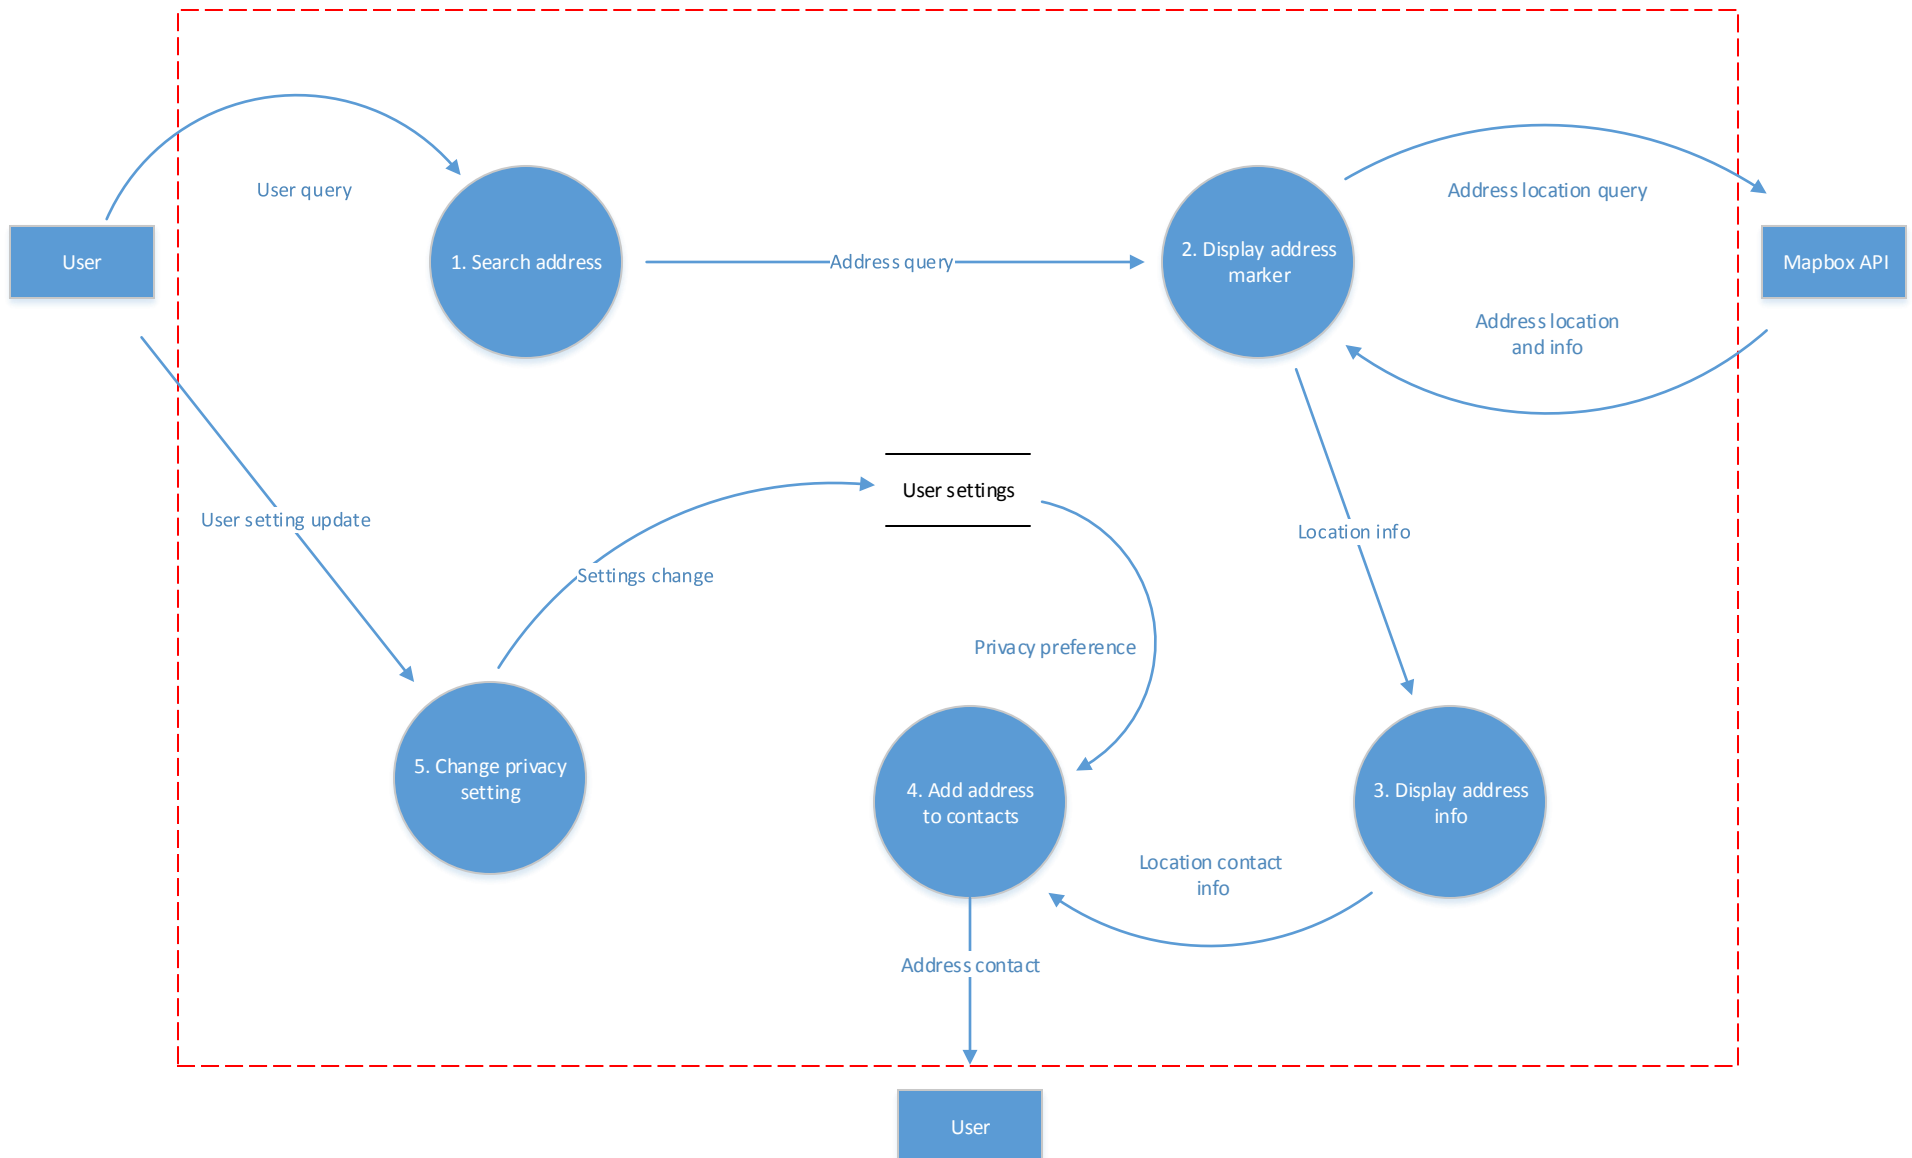 User query
Address location query
User
1. Search address
Address query
2. Display address
marker
Mapbox API
Address location
and info
User settings
User setting update
Location info
Settings change
Privacy preference
5. Change privacy
setting
4. Add address
to contacts
3. Display address
info
Location contact
info
Address contact
User